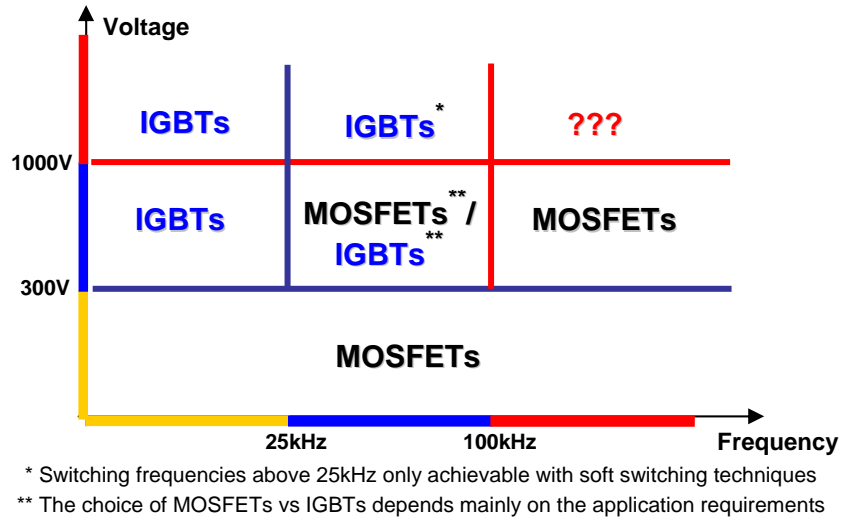 Voltage
IGBTs
IGBTs*
???
1000V
IGBTs
MOSFETs**/
IGBTs**
MOSFETs
300V
MOSFETs
25kHz
100kHz
Frequency
* Switching frequencies above 25kHz only achievable with soft switching techniques
** The choice of MOSFETs vs IGBTs depends mainly on the application requirements